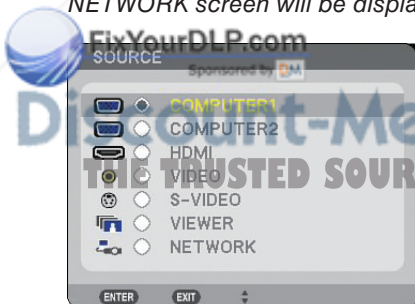 NETWORK screen will be displa
FixYourDLP.com
SOURCE
Sponsored by DM
COMPUTER1
COMPUTER2
HDMI
VIDEO
S-VIDEO
VIEWER
NETWORK
Discount-Me
THE TRUSTED SOUR
ENTER EXIT